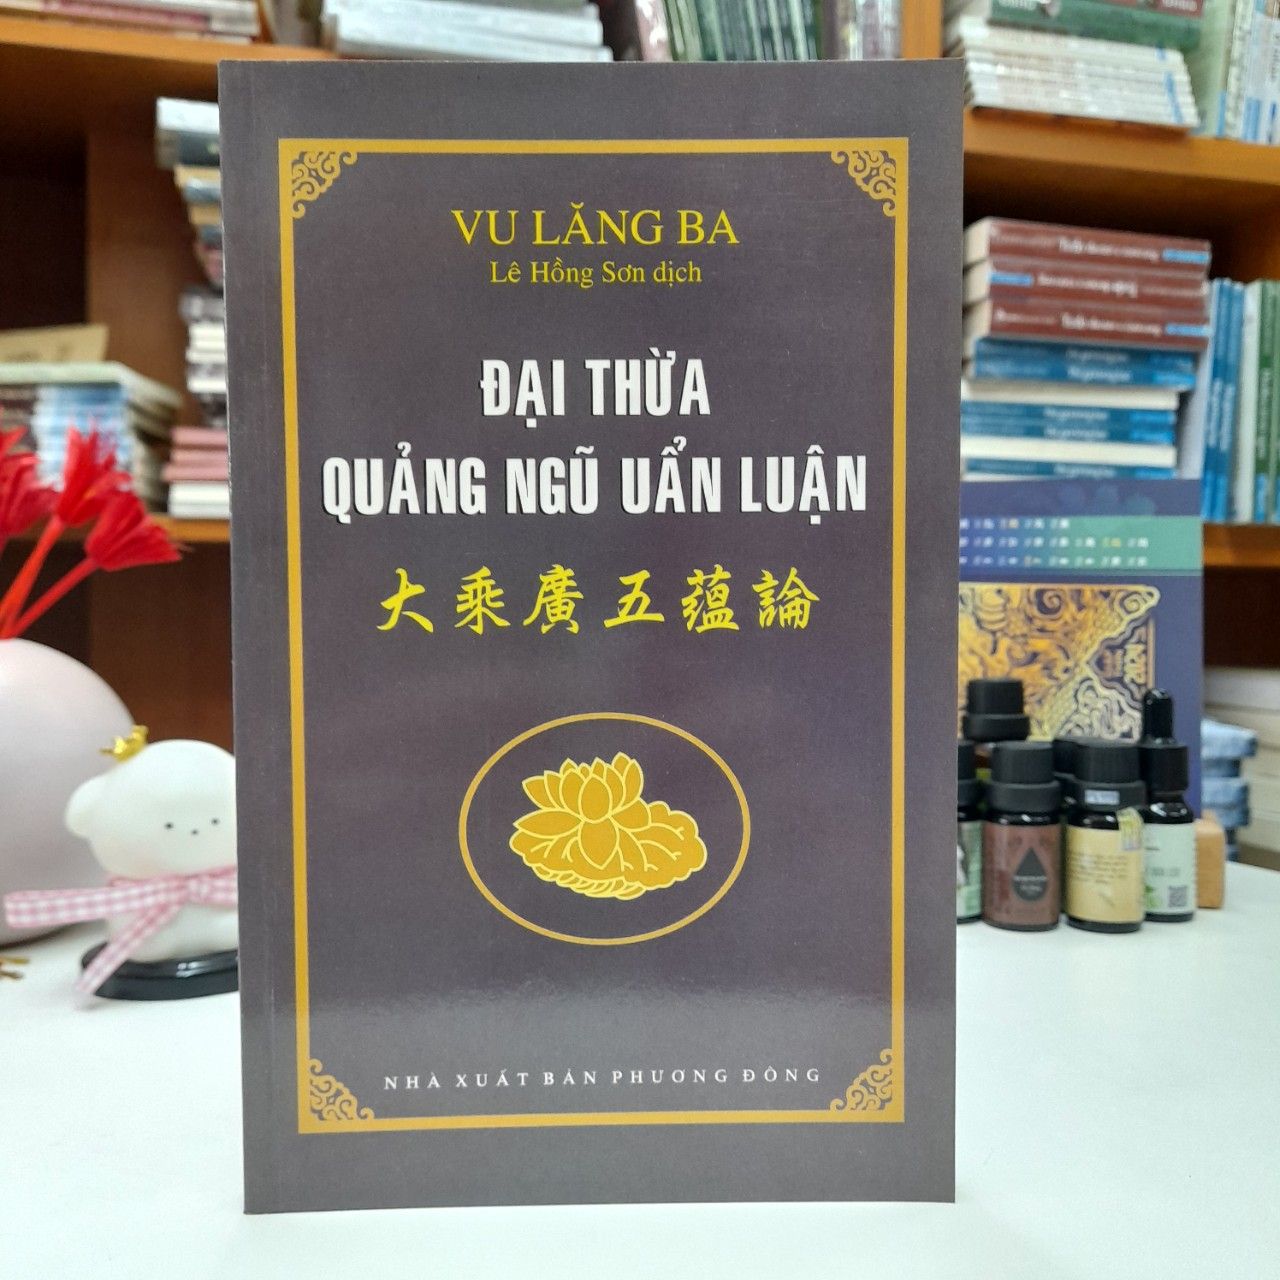 VU LĂNG BA
Lê Hồng Sơn dịch
ĐẠI THỪA
QUẢNG NGŨ UẨN LUẬN
大乘廣五蘊論
NHÀ XUẤT BẢN PHƯƠNG ĐÔNG